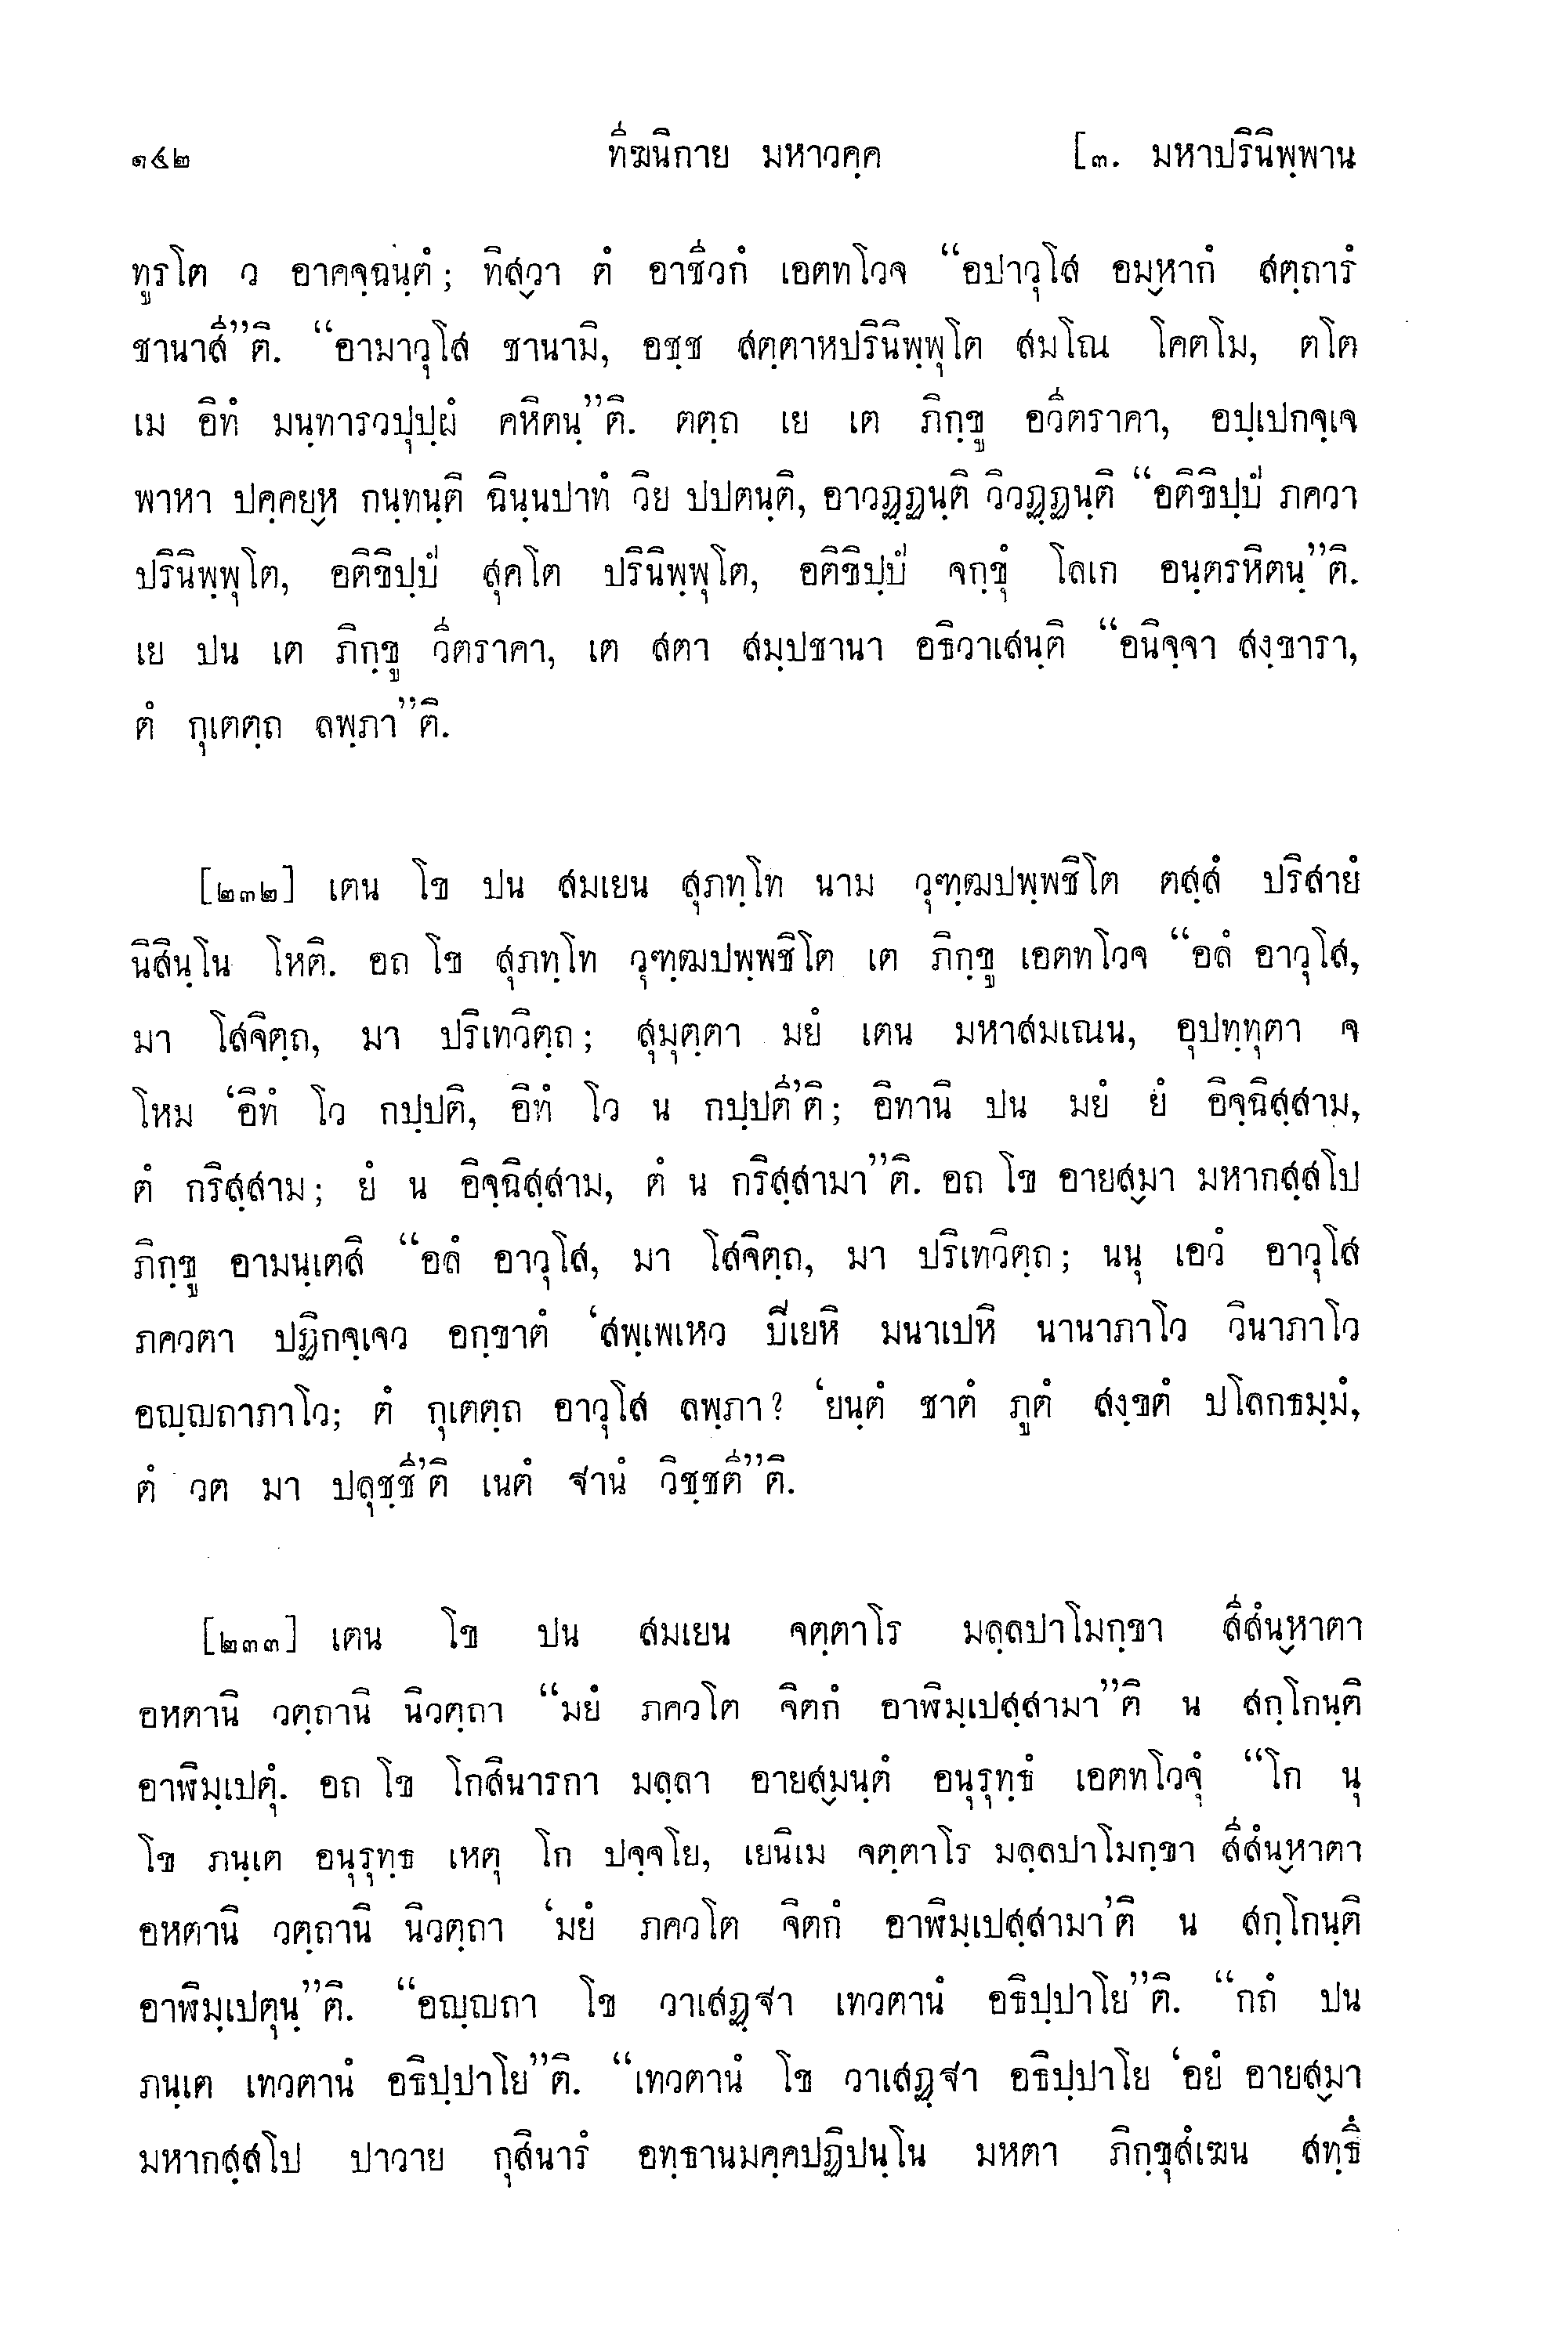 ๑๔๒ ทีฆนิกาย มหาวคฺค [๓. มหาปรินิพฺพาน
ทูรโต ว อาคจฺฉนฺตํ; ทิสฺวา ตํ อาชีวกํ เอตทโวจ “อปาวุโส อมฺหากํ สตฺถารํ
ชานาสี”ติ. “อามาวุโส ชานามิ, อชฺช สตฺตาหปรินิพฺพุโต สมโณ โคตโม, ตโต
เม อิทํ มนฺทารวปุปฺผํ คหิตนฺ”ติ. ตตฺถ เย เต ภิกฺขู อวีตราคา, อปฺเปกจฺเจ
พาหา ปคฺคยฺห กนฺทนฺติ ฉินฺนปาทํ วิย ปปตนฺติ, อาวฏฺฏนฺติ วิวฏฺฏนฺติ “อติขิปฺปํ ภควา
ปรินิพฺพุโต, อติขิปฺปํ สุคโต ปรินิพฺพุโต, อติขิปฺปํ จกฺขุํ โลเก อนฺตรหิตนฺ”ติ.
เย ปน เต ภิกฺขู วีตราคา, เต สตา สมฺปชานา อธิวาเสนฺติ “อนิจฺจา สงฺขารา,
ตํ กุเตตฺถ ลพฺภา”ติ.
[๒๓๒] เตน โข ปน สมเยน สุภทฺโท นาม วุฑฺฒปพฺพชิโต ตสฺสํ ปริสายํ
นิสินฺโน โหติ. อถ โข สุภทฺโท วุฑฺฒปพฺพชิโต เต ภิกฺขู เอตทโวจ “อลํ อาวุโส,
มา โสจิตฺถ, มา ปริเทวิตฺถ; สุมุตฺตา มยํ เตน มหาสมเณน, อุปทฺทุตา จ
โหม ‘อิทํ โว กปฺปติ, อิทํ โว น กปฺปตี’ติ; อิทานิ ปน มยํ ยํ อิจฺฉิสฺสาม,
ตํ กริสฺสาม; ยํ น อิจฺฉิสฺสาม, ตํ น กริสฺสามา”ติ. อถ โข อายสฺมา มหากสฺสโป
ภิกฺขู อามนฺเตสิ “อลํ อาวุโส, มา โสจิตฺถ, มา ปริเทวิตฺถ; นนุ เอวํ อาวุโส
ภควตา ปฏิกจฺเจว อกฺขาตํ ‘สพฺเพเหว ปิเยหิ มนาเปหิ นานาภาโว วินาภาโว
อญฺญถาภาโว; ตํ กุเตตฺถ อาวุโส ลพฺภา? ‘ยนฺตํ ชาตํ ภูตํ สงฺขตํ ปโลกธมฺมํ,
ตํ วต มา ปลุชฺชี’ติ เนตํ ฐานํ วิชฺชตี”ติ.
[๒๓๓] เตน โข ปน สมเยน จตฺตาโร มลฺลปาโมกฺขา สีสํนฺหาตา
อหตานิ วตฺถานิ นิวตฺถา “มยํ ภควโต จิตกํ อาฬิมฺเปสฺสามา”ติ น สกฺโกนฺติ
อาฬิมฺเปตุํ. อถ โข โกสินารกา มลฺลา อายสฺมนฺตํ อนุรุทฺธํ เอตทโวจุํ “โก นุ
โข ภนฺเต อนุรุทฺธ เหตุ โก ปจฺจโย, เยนิเม จตฺตาโร มลฺลปาโมกฺขา สีสํนฺหาตา
อหตานิ วตฺถานิ นิวตฺถา ‘มยํ ภควโต จิตกํ อาฬิมฺเปสฺสามา’ติ น สกฺโกนฺติ
อาฬิมฺเปตุนฺ”ติ. “อญฺญถา โข วาเสฏฺฐา เทวตานํ อธิปฺปาโย”ติ. “กถํ ปน
ภนฺเต เทวตานํ อธิปฺปาโย”ติ. “เทวตานํ โข วาเสฏฺฐา อธิปฺปาโย ‘อยํ อายสฺมา
มหากสฺสโป ปาวาย กุสินารํ อทฺธานมคฺคปฏิปนฺโน มหตา ภิกฺขุสํเฆน สทฺธึ